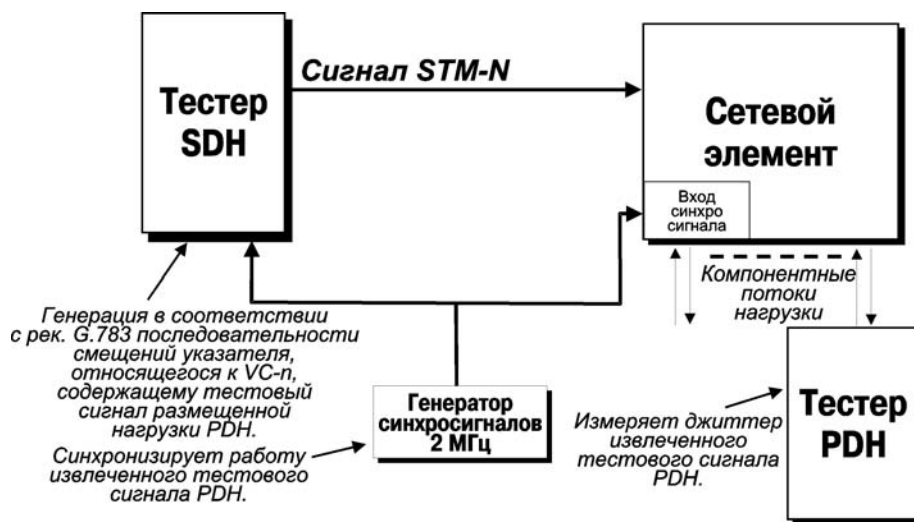 Тестер
SDH
Сигнал STM-N
Сетевой
элемент
Вход
синхро
сигнала
Компонентные
потоки
нагрузки
Генерация в соответствии
с рек. G.783 последовательности
смещений указателя,
относящегося к VC-n,
содержащему тестовый
сигнал размещенной
нагрузки PDH.
Синхронизирует работу
извлеченного тестового
сигнала PDH.
Генератор
синхросигналов
2 МГц
Измеряет джиттер
извлеченного
тестового сигнала
PDH.
Тестер
PDH